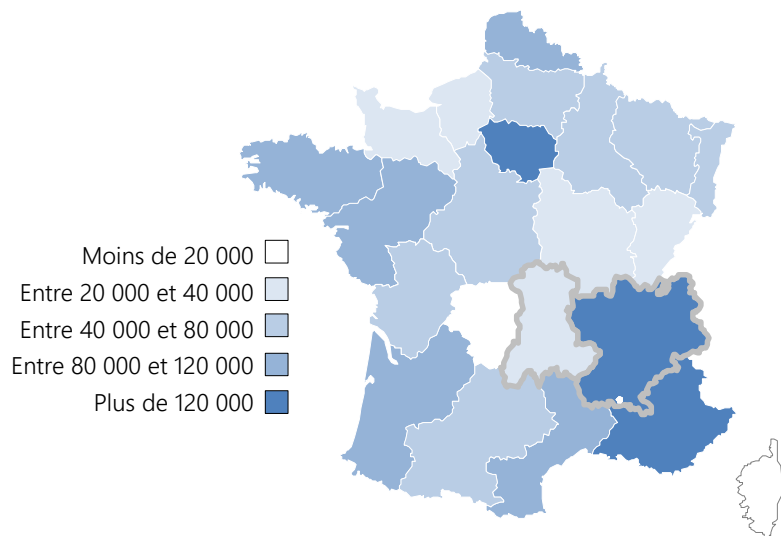 Moins de 20 000
Entre 20 000 et 40 000
Entre 40 000 et 80 000
Entre 80 000 et 120 000
Plus de 120 000